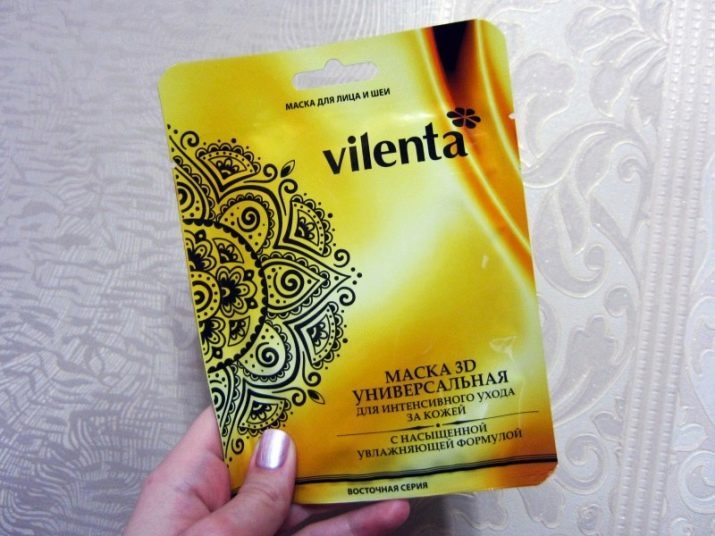 МАСКА ДЛЯ ЛИЦА И ШЕИ
vilenta
МАСКА 3D
УНИВЕРСАЛЬНАЯ
ДЛЯ ИНТЕНСИВНОГО УХОДА
ЗА КОЖЕЙ
С НАСЫЩЕННОЙ
УВЛАЖНЯЮЩЕЙ ФОРМУЛОЙ
ВОСТОЧНАЯ СЕРИЯ